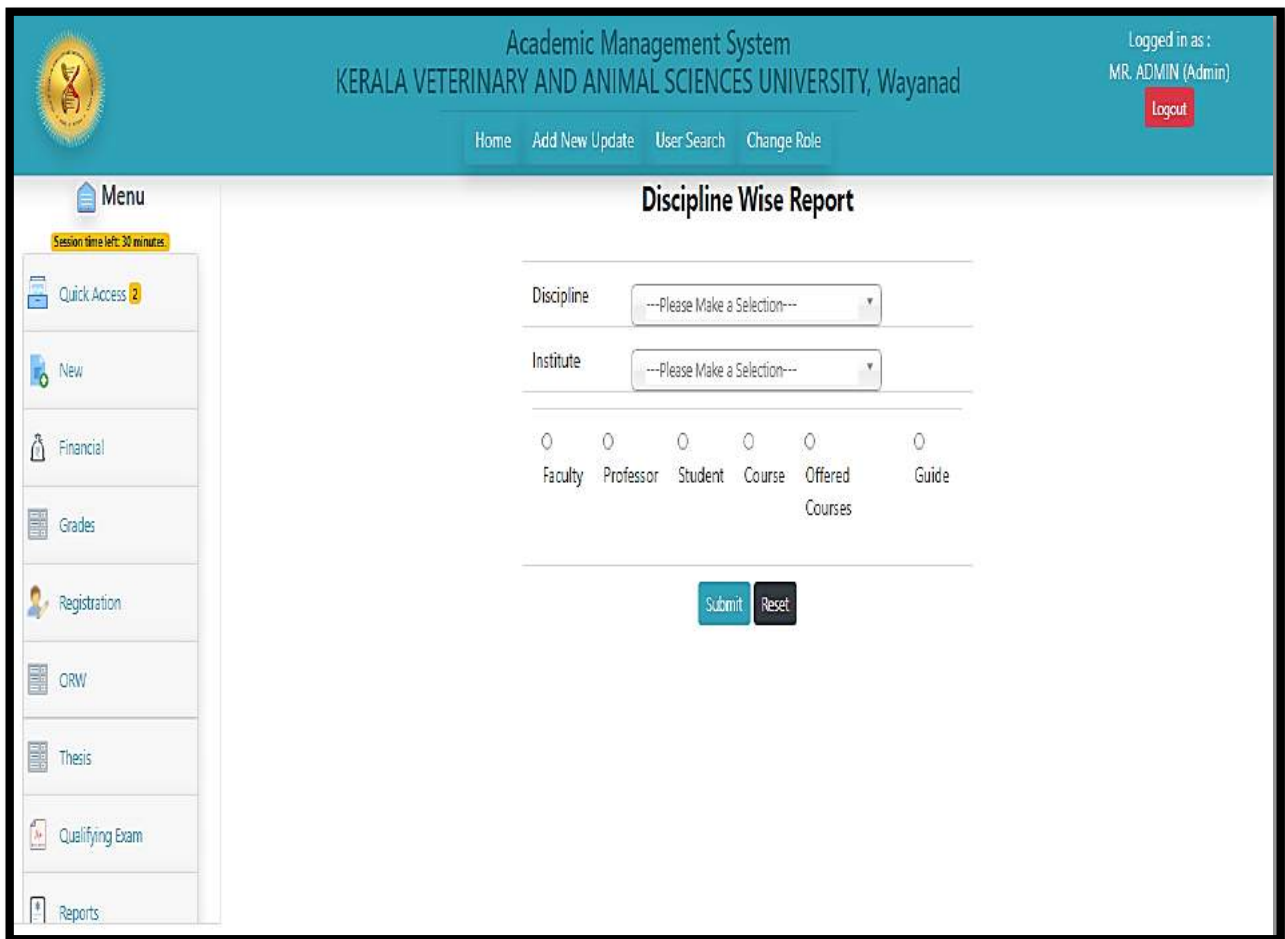 Academic Management System
KERALA VETERINARY AND ANIMAL SCIENCES UNIVERSITY, Wayanad
Logged in as :
MR. ADMIN (Admin)
Logout
Home Add New Update User Search Change Role
Menu
Session time left: 30 minutes.
Quick Access 2
New
Financial
Grades
Registration
ORW
Thesis
Qualifying Exam
Reports
Discipline Wise Report
Discipline ---Please Make a Selection---
Institute ---Please Make a Selection---
Faculty Professor Student Course Offered Guide
Courses
Submit Reset